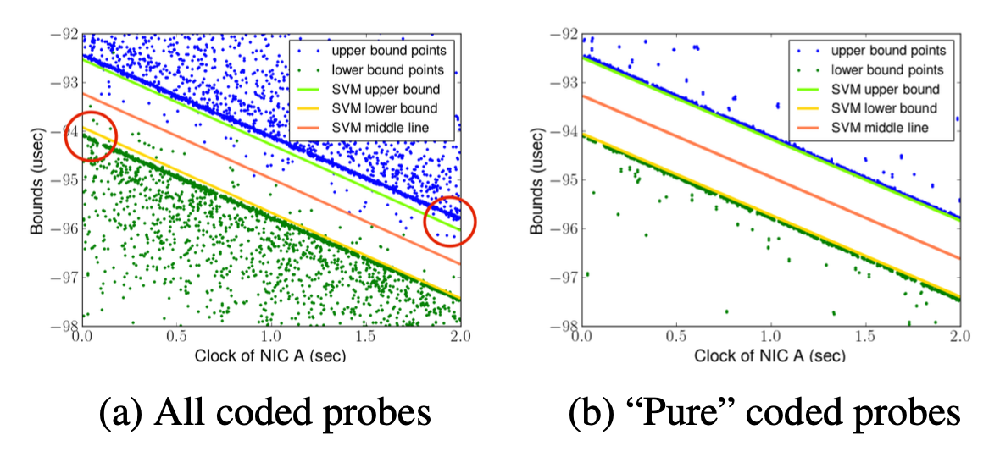 −92
−93
−94
−95
−96
−97
−98
Bounds (usec)
upper bound points
lower bound points
SVM upper bound
SVM lower bound
SVM middle line
0.0
0.5
1.0
1.5
2.0
Clock of NIC A (sec)
(a) All coded probes
−92
−93
−94
−95
−96
−97
−98
Bounds (usec)
upper bound points
lower bound points
SVM upper bound
SVM lower bound
SVM middle line
0.0
0.5
1.0
1.5
2.0
Clock of NIC A (sec)
(b) “Pure” coded probes